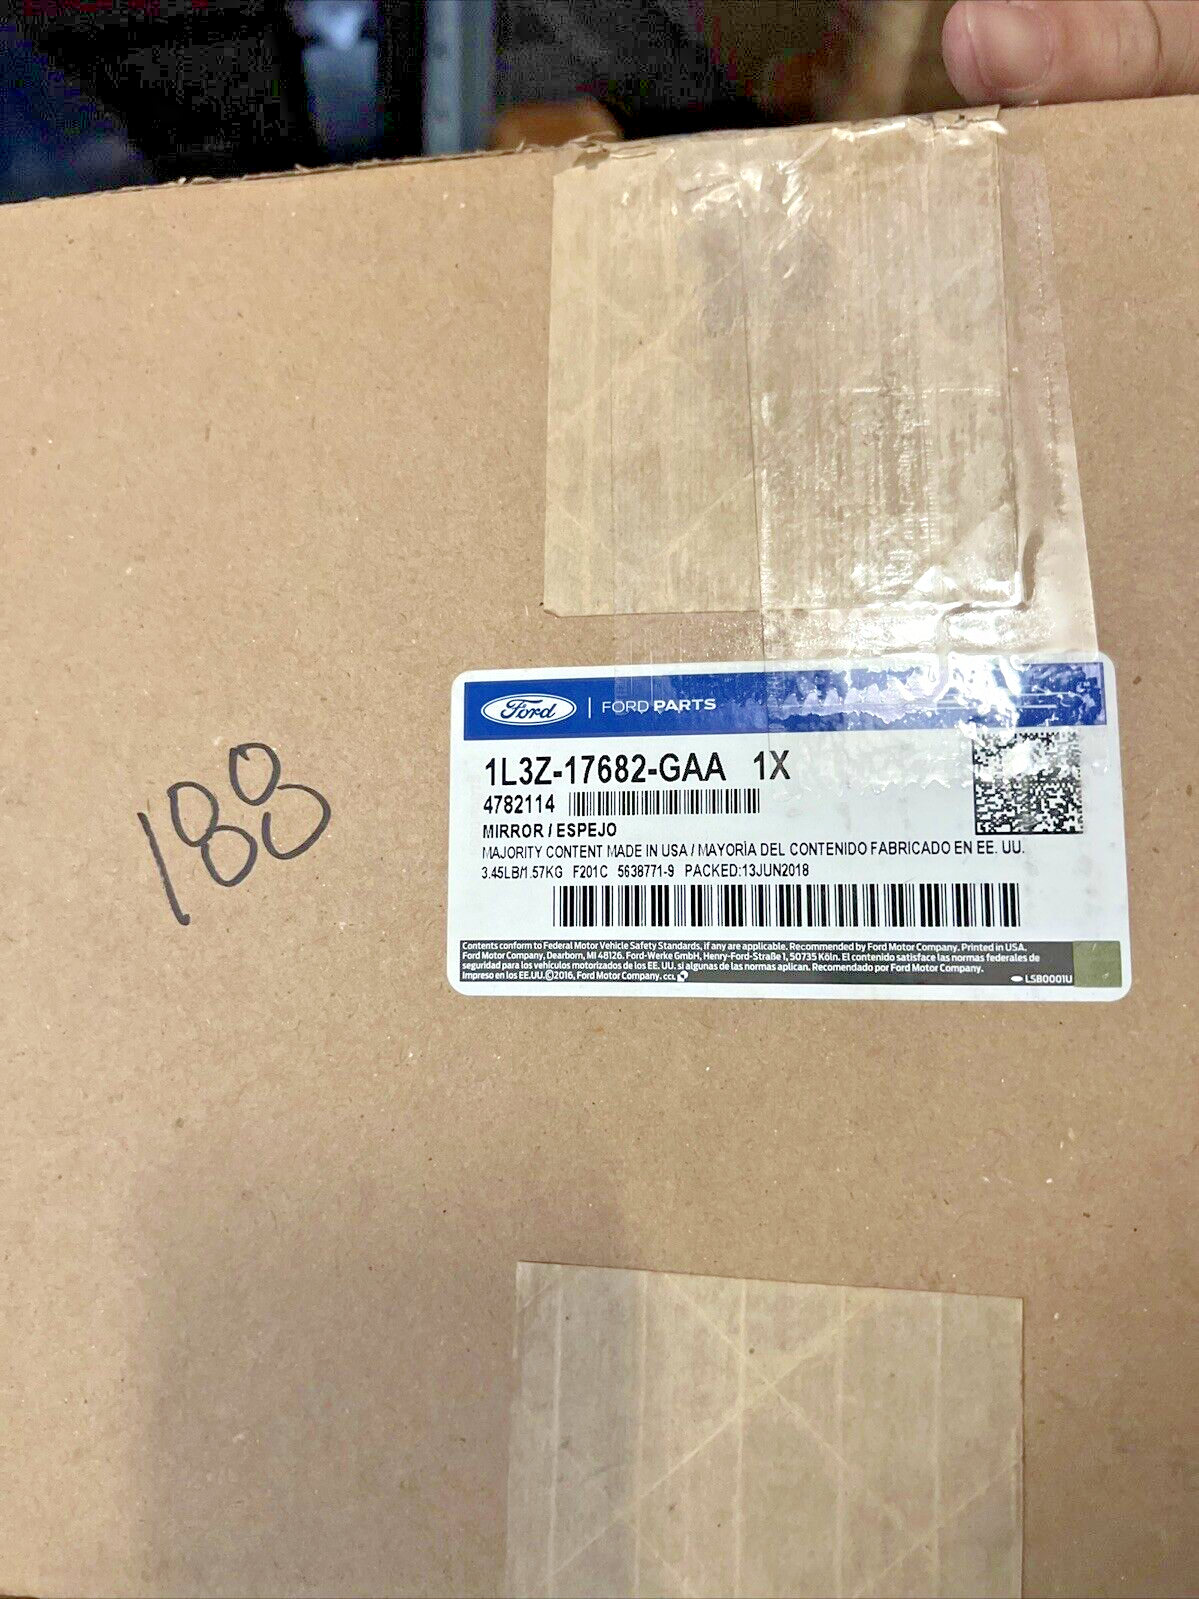 Ford | FORD PARTS
1L3Z-17682-GAA 1X
4782114
MIRROR / ESPEJO
MAJORITY CONTENT MADE IN USA / MAYORÌA DEL CONTENIDO FABRICADO EN EE. UU.
3.45LB/1.57KG F201C 5638771-9 PACKED:13JUN2018
Contents conform to Federal Motor Vehicle Safety Standards, if any are applicable. Recommended by Ford Motor Company. Printed in USA.
Ford Motor Company, Dearborn, MI 48126. Ford-Werke GmbH, Henry-Ford-Straße 1, 50735 Köln. El contenido satisface las normas federales de
seguridad para los vehículos motorizados de los EE. UU. si algunas de las normas aplican. Recomendado por Ford Motor Company.
Impreso en los EE.UU. ©2016, Ford Motor Company. CCL
LSB0001U
188